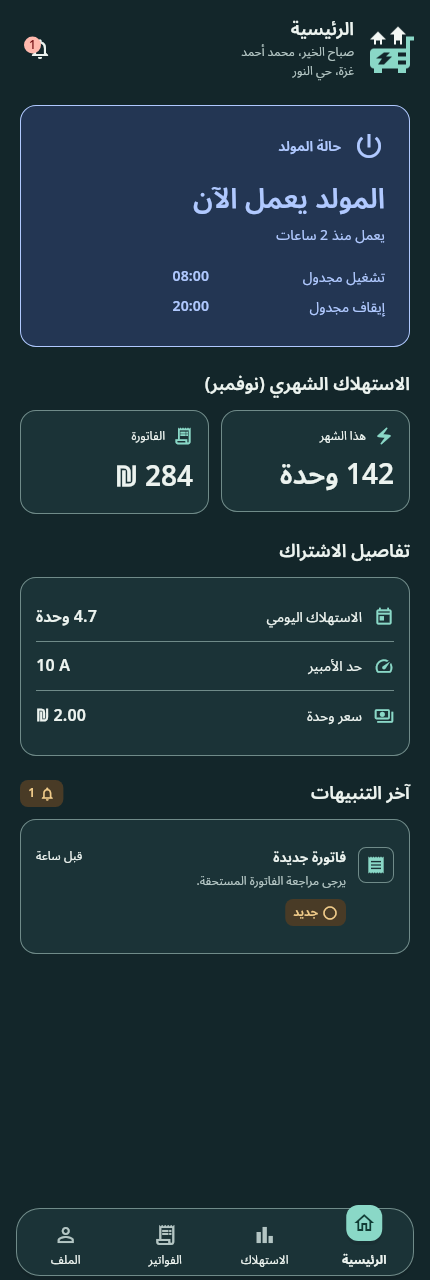 الرئيسية
صباح الخير، محمد أحمد
غزة، حي النور
1
حالة المولد
المولد يعمل الآن
يعمل منذ 2 ساعات
تشغيل مجدول 08:00
إيقاف مجدول 20:00
الاستهلاك الشهري (نوفمبر)
هذا الشهر
142 وحدة
الفاتورة
284 ₪
تفاصيل الاشتراك
الاستهلاك اليومي 4.7 وحدة
حد الأمبير 10 A
سعر وحدة 2.00 ₪
آخر التنبيهات 1
فاتورة جديدة قبل ساعة
يرجى مراجعة الفاتورة المستحقة.
جديد
الرئيسية الاستهلاك الفواتير الملف